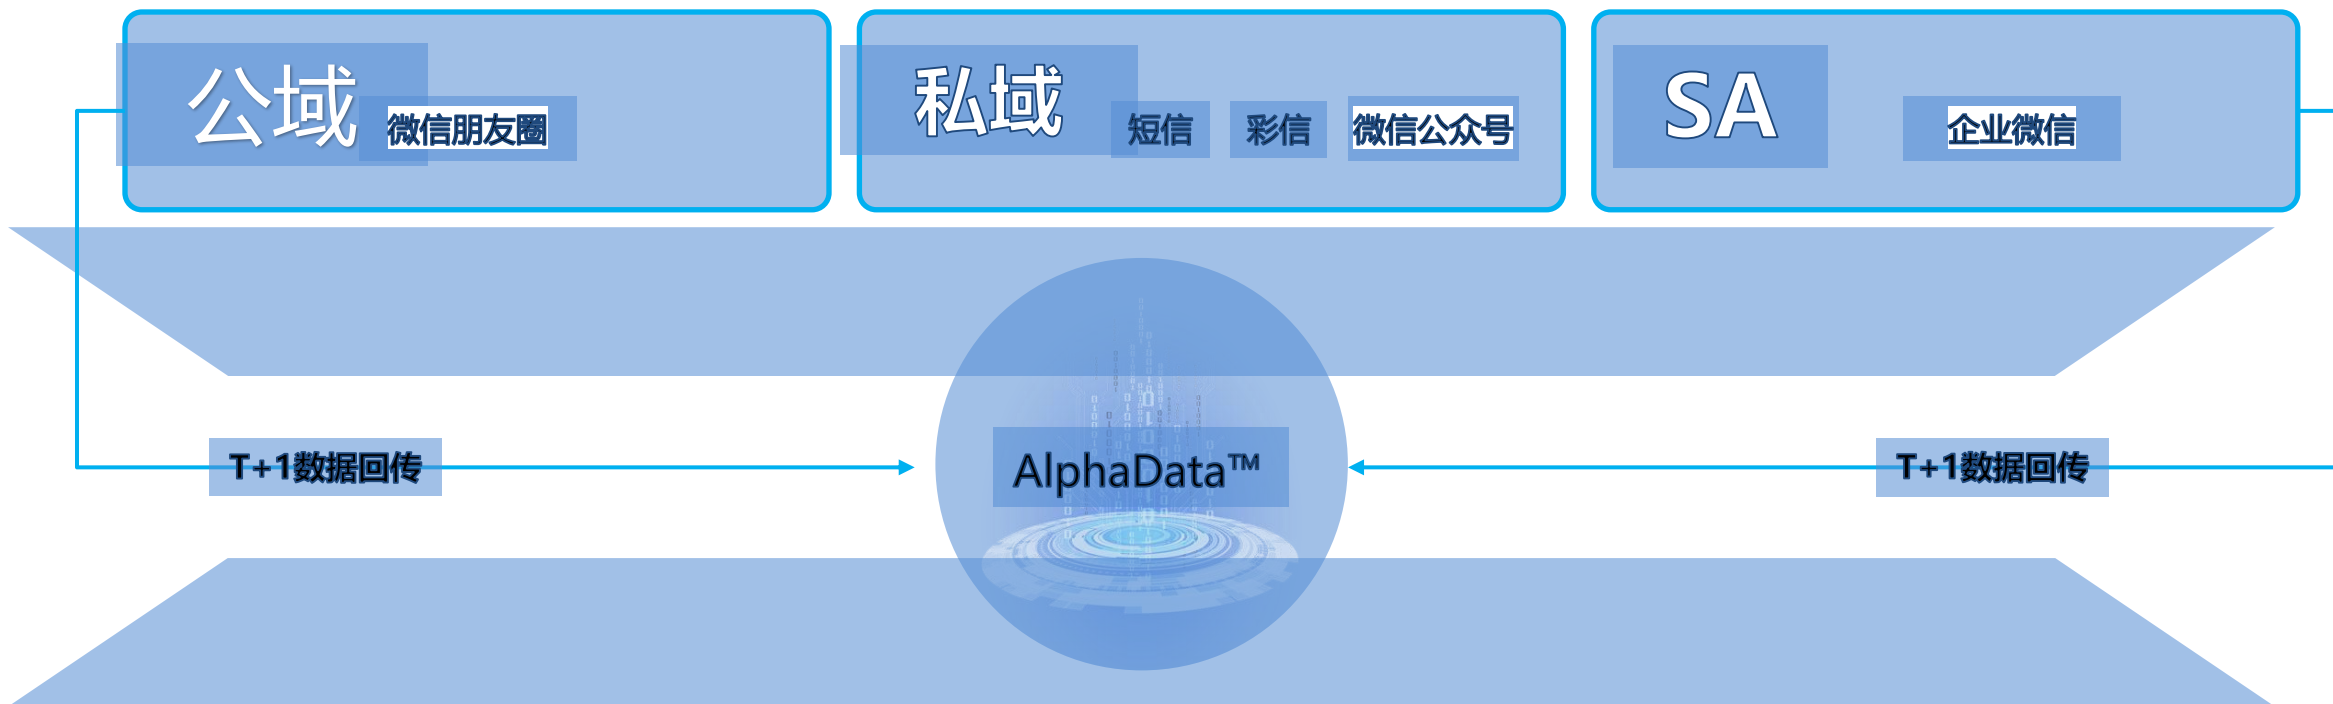 公域
微信朋友圈
私域
短信
彩信
微信公众号
SA
企业微信
T+1数据回传
AlphaData™
T+1数据回传